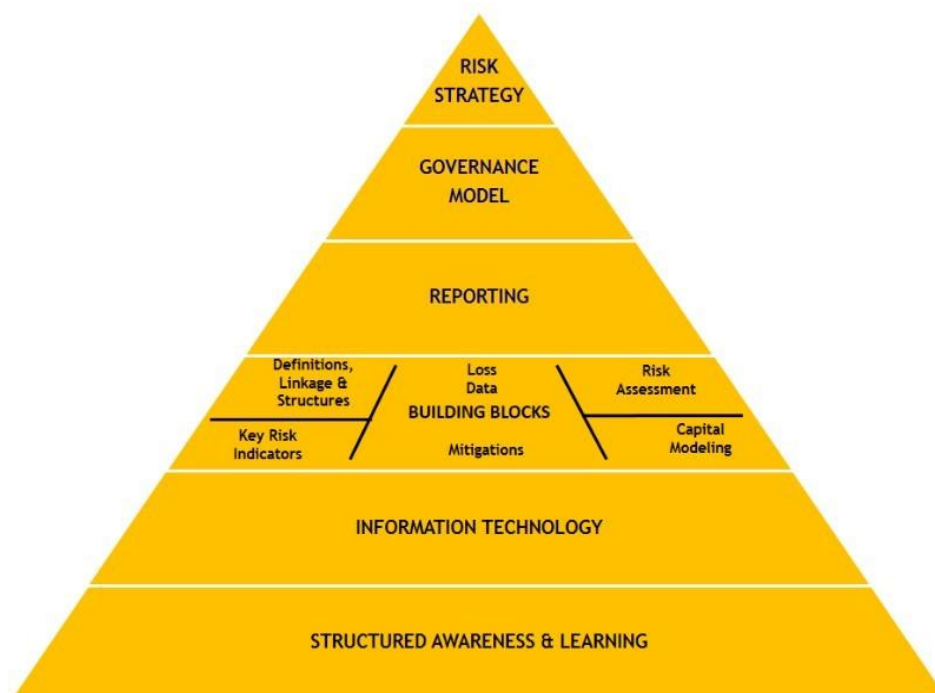 RISK
STRATEGY
GOVERNANCE
MODEL
REPORTING
Definitions,
Linkage &
Structures
Key Risk
Indicators
Loss
Data
BUILDING BLOCKS
Mitigations
Risk
Assessment
Capital
Modeling
INFORMATION TECHNOLOGY
STRUCTURED AWARENESS & LEARNING